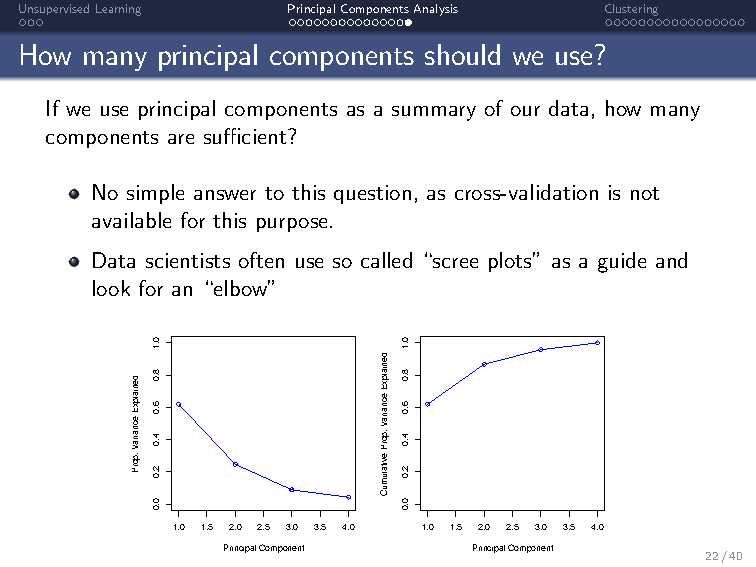 Unsupervised Learning
Principal Components Analysis
Clustering
How many principal components should we use?
If we use principal components as a summary of our data, how many
components are sufficient?
No simple answer to this question, as cross-validation is not
available for this purpose.
Data scientists often use so called “scree plots” as a guide and
look for an “elbow”
Prop. Variance Explained
1.0
0.8
0.6
0.4
0.2
0.0
1.0 1.5 2.0 2.5 3.0 3.5 4.0
Principal Component
Cumulative Prop. Variance Explained
1.0
0.8
0.6
0.4
0.2
0.0
1.0 1.5 2.0 2.5 3.0 3.5 4.0
Principal Component
22 / 40